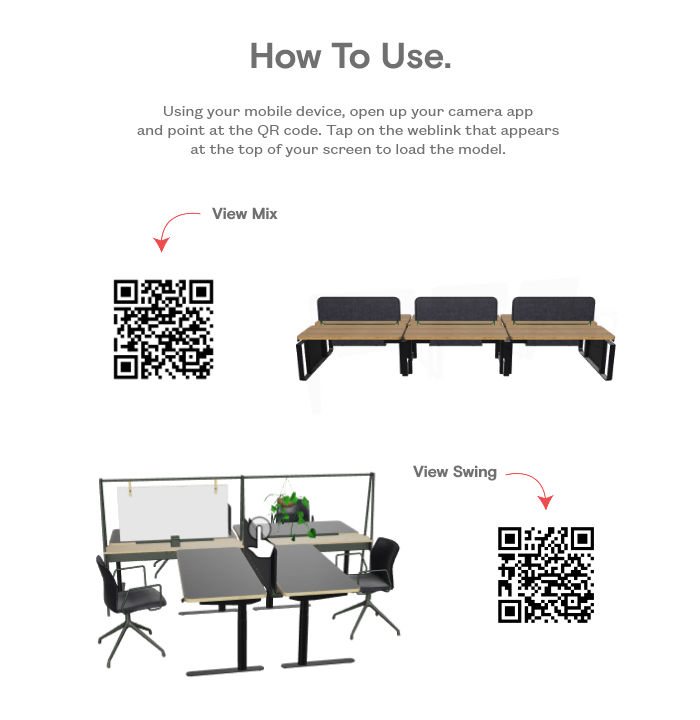 How To Use.
Using your mobile device, open up your camera app
and point at the QR code. Tap on the weblink that appears
at the top of your screen to load the model.
View Mix
View Swing